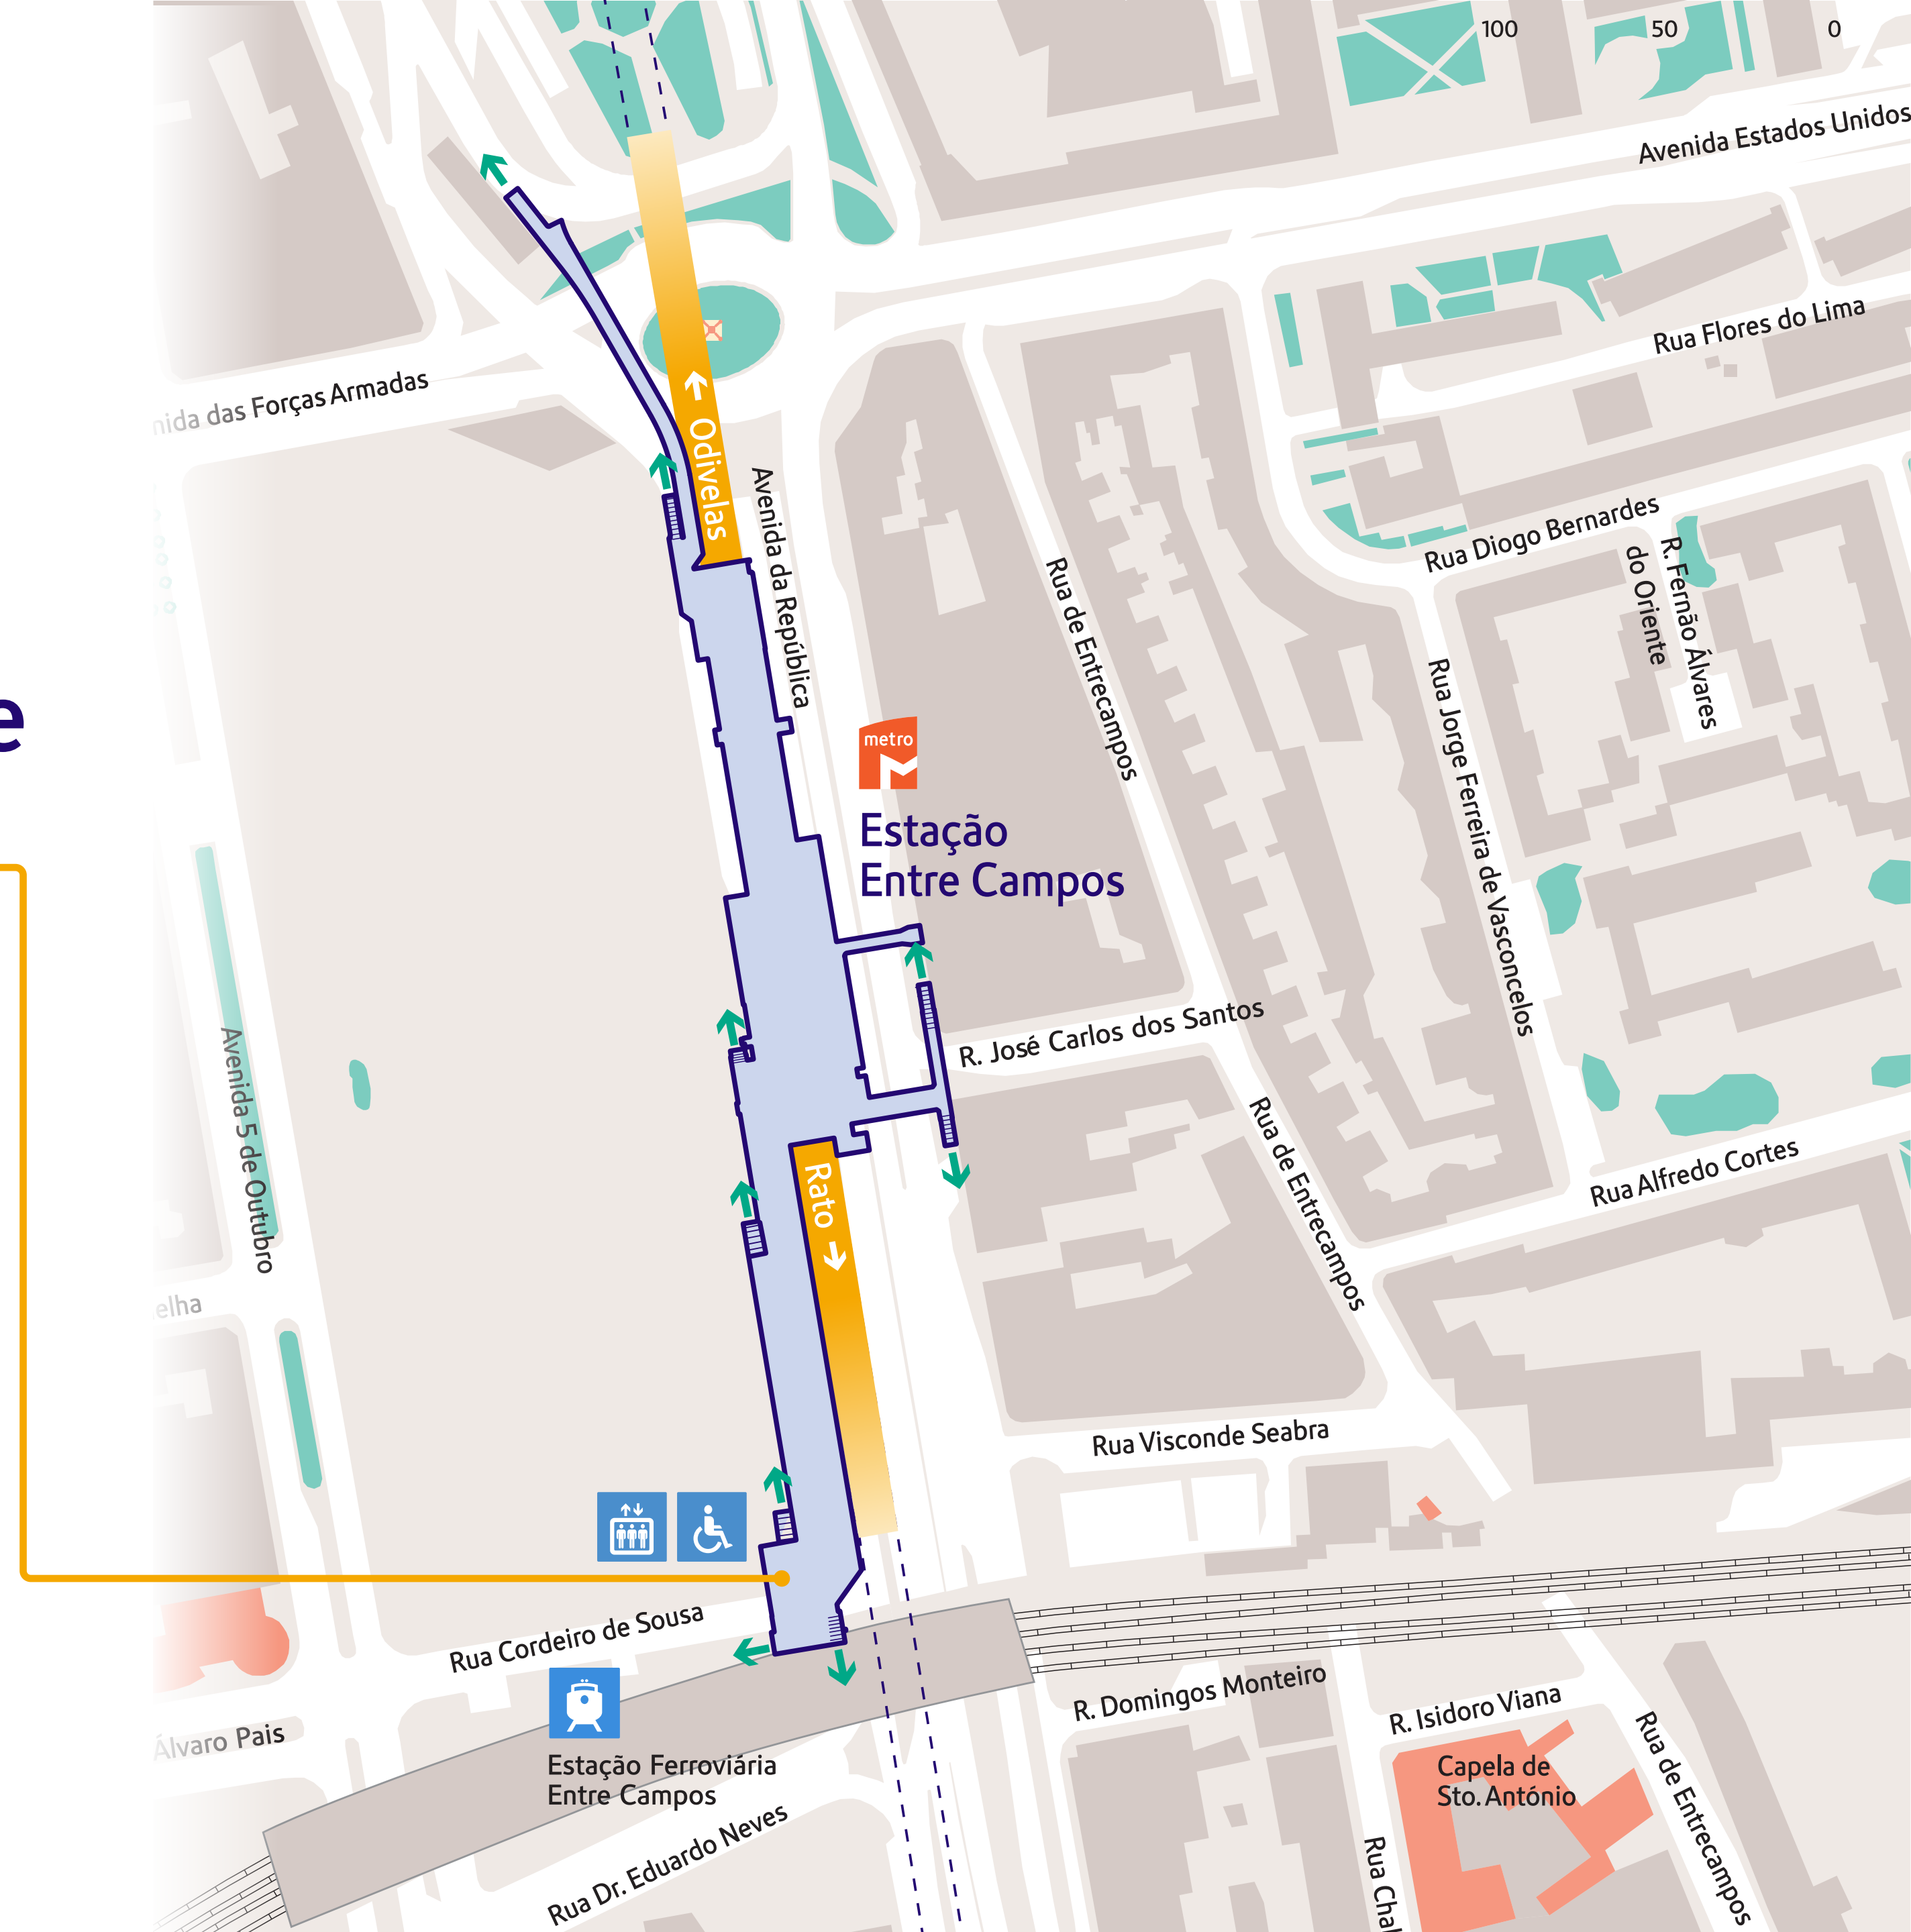 100 50 0
Avenida Estados Unidos
Rua Flores do Lima
nida das Forças Armadas
Odivelas
Avenida da República
Rua Diogo Bernardes
R. Fernão Álvares
do Oriente
Rua de Entrecampos
Rua Jorge Ferreira de Vasconcelos
e
metro
Estação
Entre Campos
R. José Carlos dos Santos
Avenida 5 de Outubro
Rua de Entrecampos
Rua Alfredo Cortes
Rato
elha
Rua Visconde Seabra
Rua Cordeiro de Sousa
R. Domingos Monteiro
R. Isidoro Viana
Rua de Entrecampos
Álvaro Pais
Estação Ferroviária
Entre Campos
Capela de
Sto. António
Rua Dr. Eduardo Neves
Rua Chal